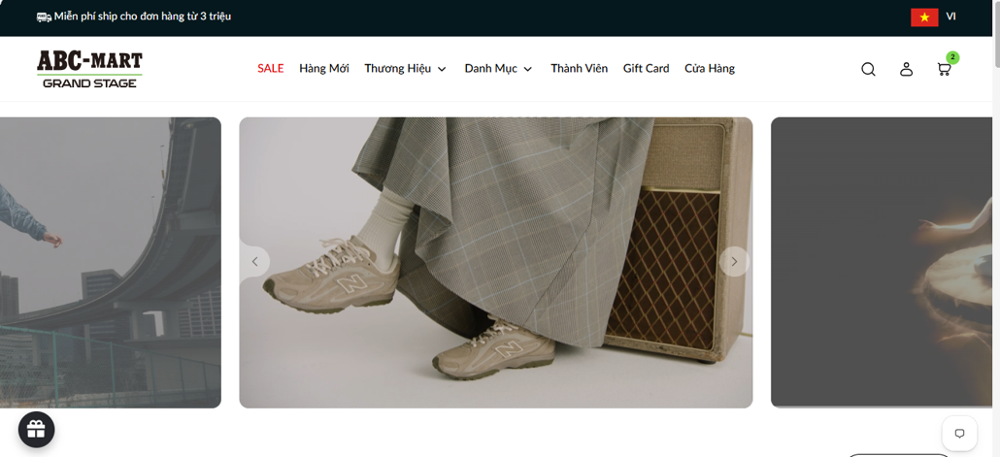 Miễn phí ship cho đơn hàng từ 3 triệu
VI
ABC-MART
GRAND STAGE
SALE
Hàng Mới
Thương Hiệu
Danh Mục
Thành Viên
Gift Card
Cửa Hàng
2
N
N